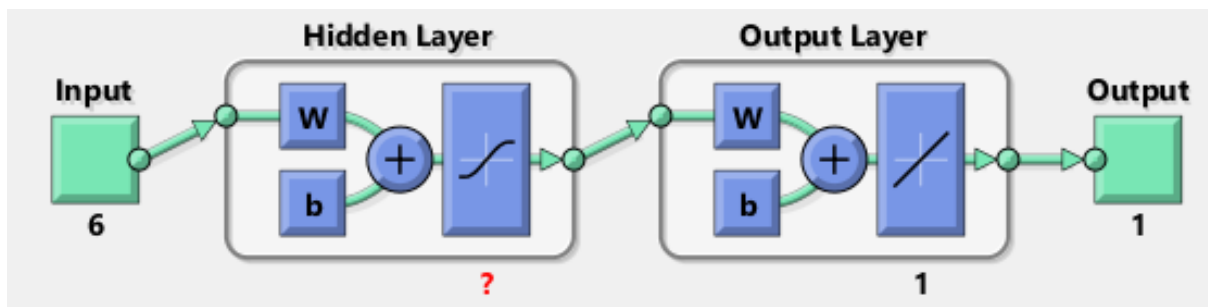 Hidden Layer
Output Layer
Input
Output
W
b
+
W
b
+
6
?
1
1